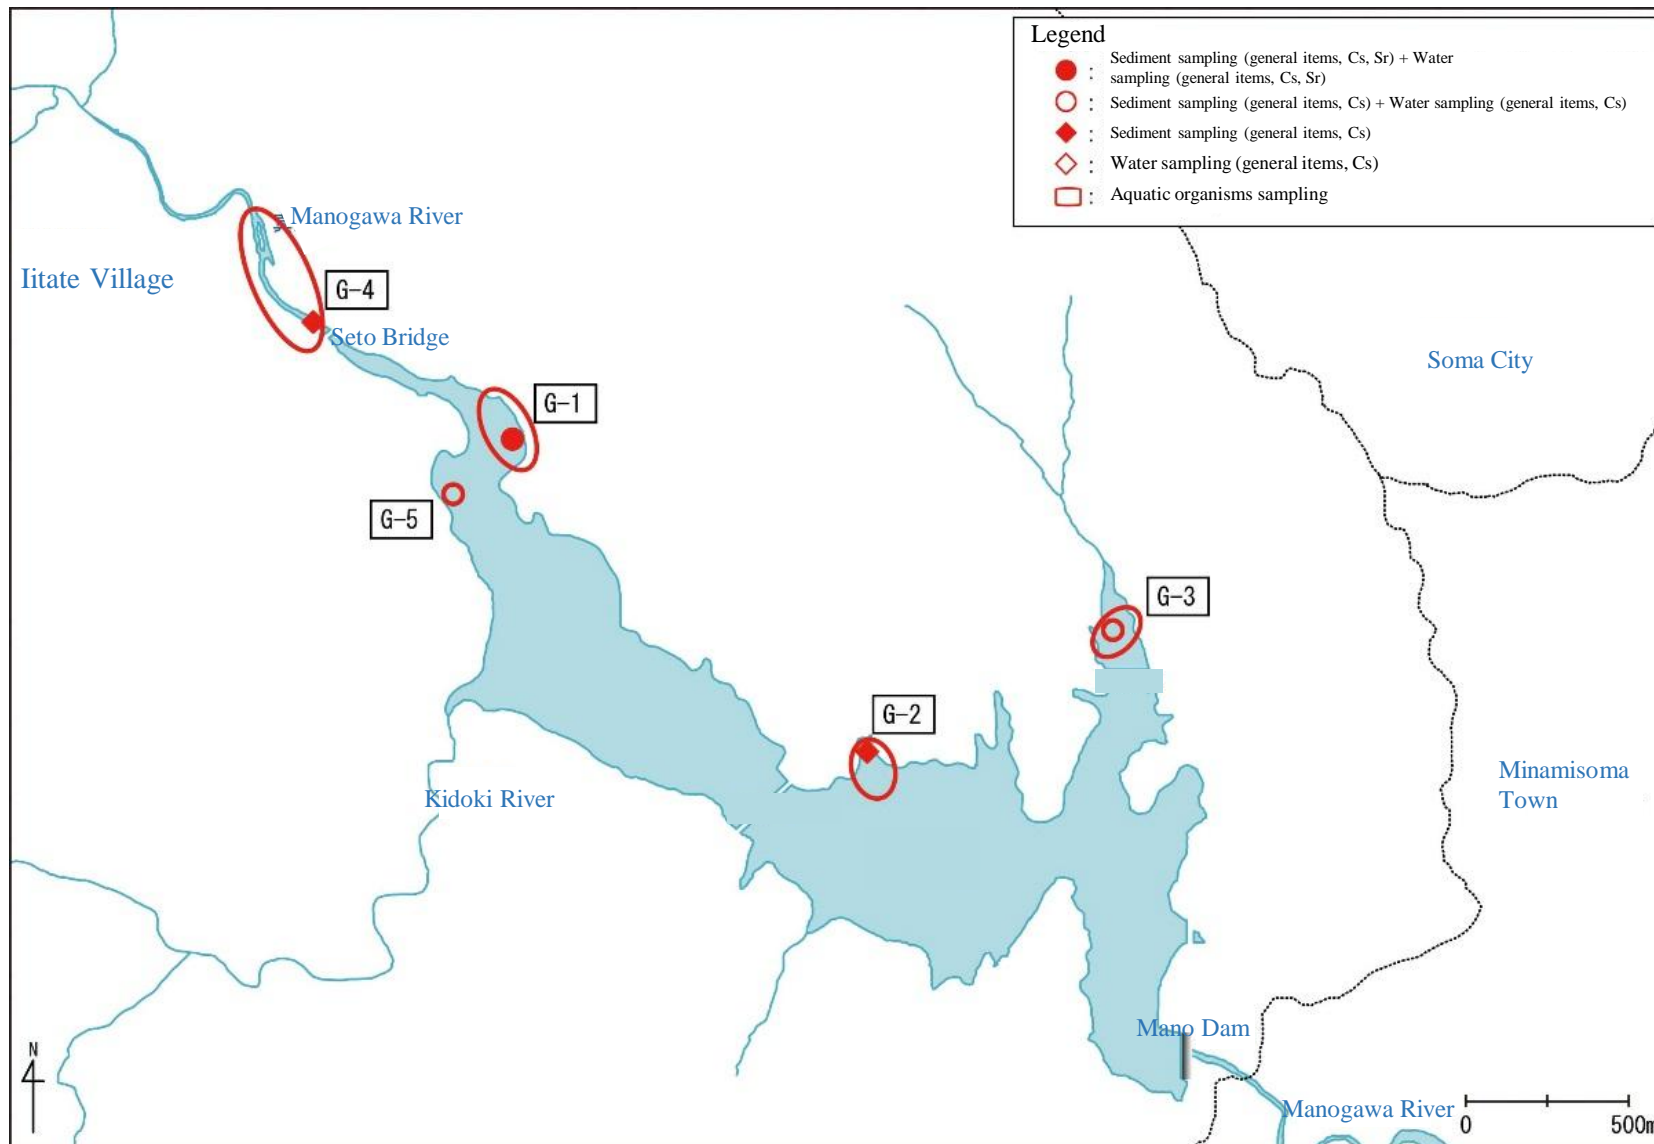 Legend
: Sediment sampling (general items, Cs, Sr) + Water
sampling (general items, Cs, Sr)
: Sediment sampling (general items, Cs) + Water sampling (general items, Cs)
: Sediment sampling (general items, Cs)
: Water sampling (general items, Cs)
: Aquatic organisms sampling
Manogawa River
Iitate Village
G-4
Seto Bridge
Soma City
G-1
G-5
G-3
G-2
Kidoki River
Minamisoma
Town
Mano Dam
N
Manogawa River
0 500m